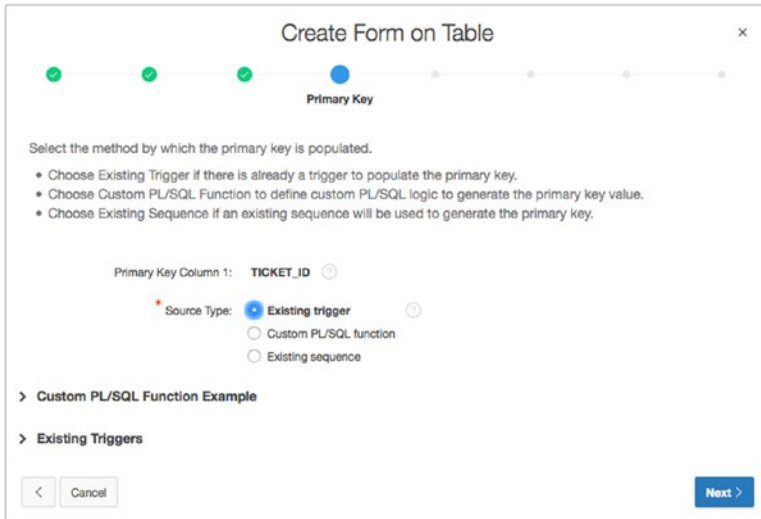 Create Form on Table
×
Primary Key
Select the method by which the primary key is populated.
• Choose Existing Trigger if there is already a trigger to populate the primary key.
• Choose Custom PL/SQL Function to define custom PL/SQL logic to generate the primary key value.
• Choose Existing Sequence if an existing sequence will be used to generate the primary key.
Primary Key Column 1: TICKET_ID ?
* Source Type: Existing trigger ?
Custom PL/SQL function
Existing sequence
> Custom PL/SQL Function Example
> Existing Triggers
< Cancel Next >